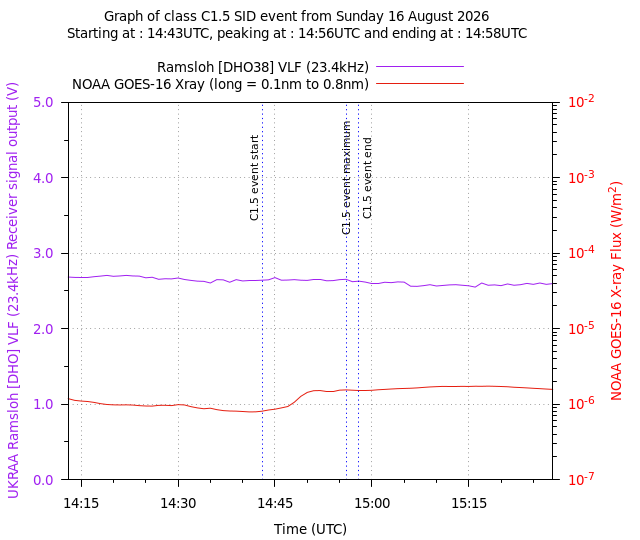 Graph of class C1.5 SID event from Sunday 16 August 2026
Starting at : 14:43UTC, peaking at : 14:56UTC and ending at : 14:58UTC
Ramsloh [DHO38] VLF (23.4kHz)
NOAA GOES-16 Xray (long = 0.1nm to 0.8nm)
UKRAA Ramsloh [DHO] VLF (23.4kHz) Receiver signal output (V)
5.0
4.0
3.0
2.0
1.0
0.0
C1.5 event start
C1.5 event maximum
C1.5 event end
10-2
10-3
10-4
10-5
10-6
10-7
NOAA GOES-16 X-ray Flux (W/m2)
14:15 14:30 14:45 15:00 15:15
Time (UTC)